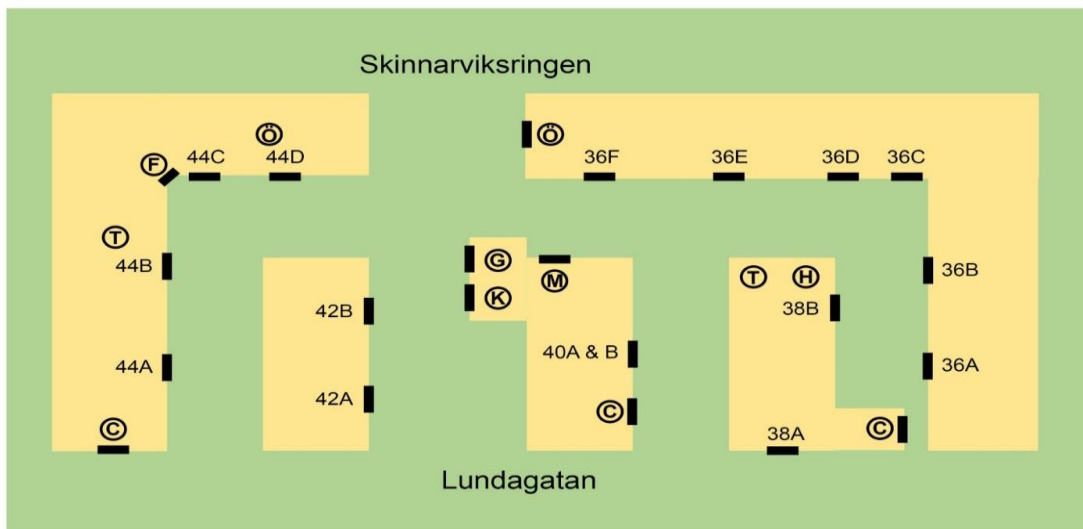 Skinnarviksringen
Ö
Ö
F
44C
44D
36F
36E
36D
36C
T
44B
G
M
T
H
36B
K
42B
38B
44A
40A & B
36A
42A
C
C
C
38A
Lundagatan